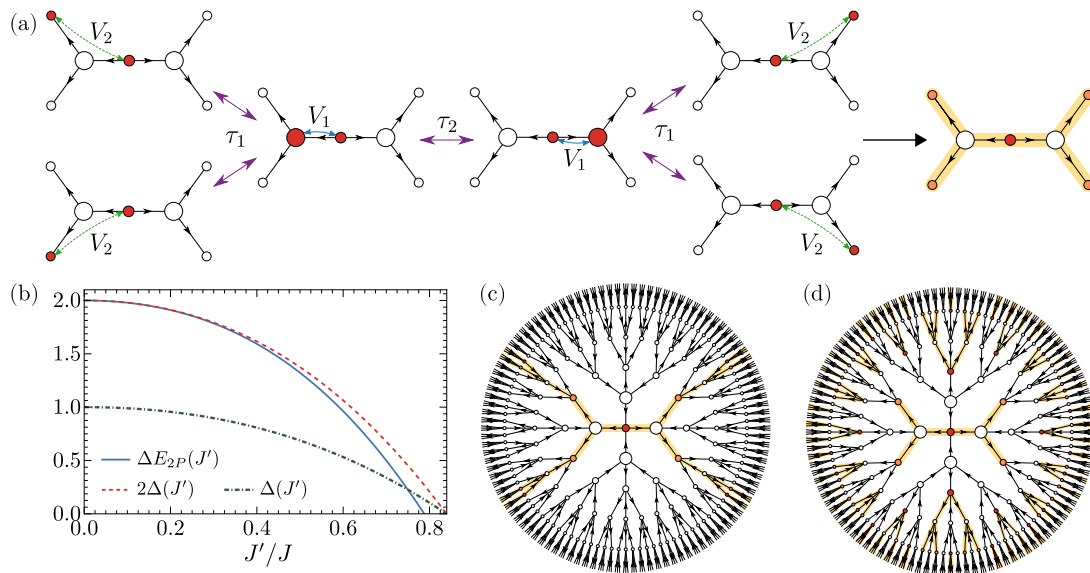 (a)
V₂
V₂
V₁
τ₁
τ₂
V₁
τ₁
V₂
V₂
(b)
2.0
1.5
1.0
0.5
0.0
ΔE₂P(J′)
2Δ(J′)
Δ(J′)
0.0 0.2 0.4 0.6 0.8
J′/J
(c)
(d)